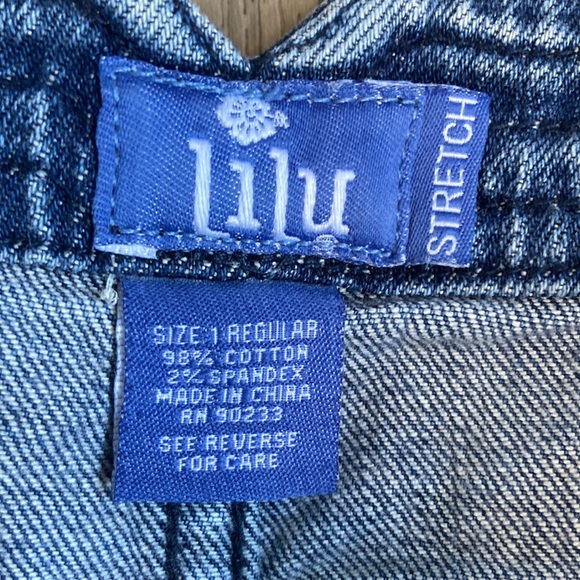 lilu
STRETCH
SIZE 1 REGULAR
98% COTTON
2% SPANDEX
MADE IN CHINA
RN 90233
SEE REVERSE
FOR CARE